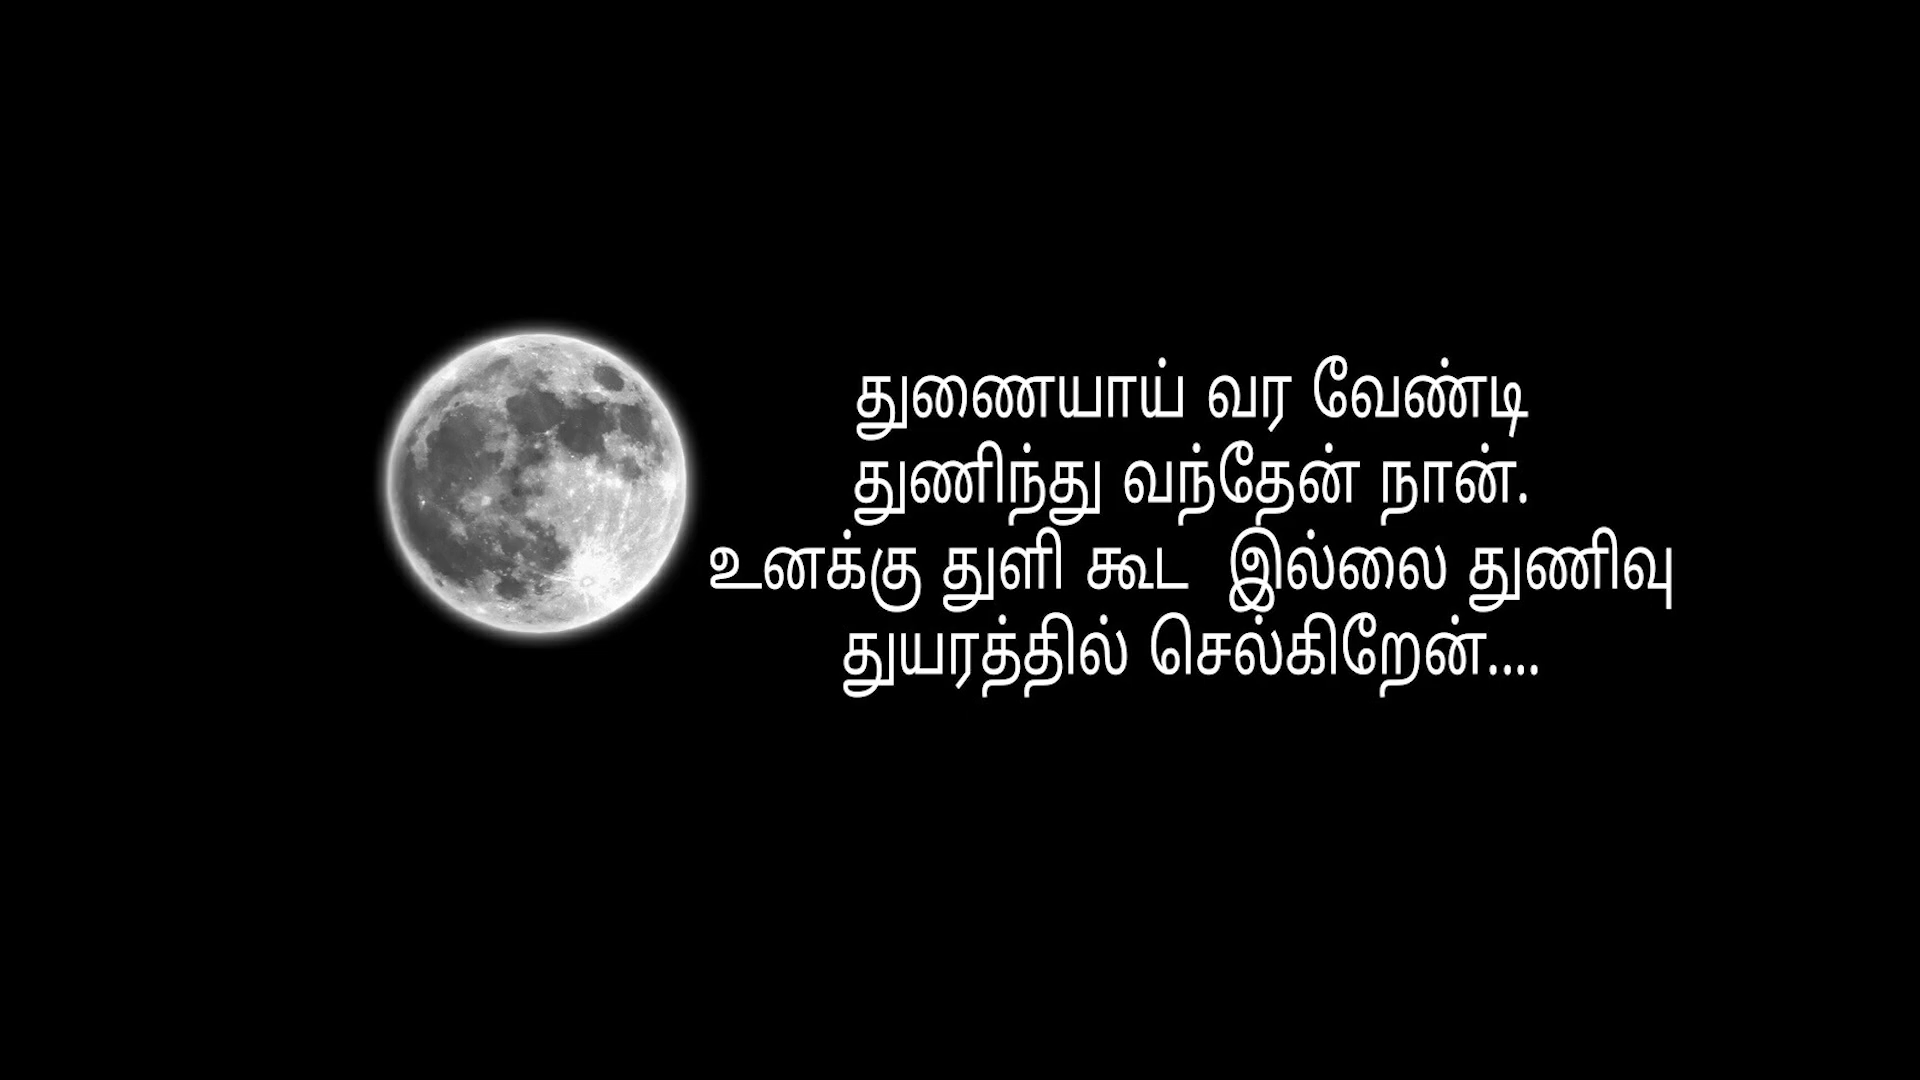 துணையாய் வர வேண்டி
துணிந்து வந்தேன் நான்.
உனக்கு துளி கூட  இல்லை துணிவு
துயரத்தில் செல்கிறேன்....